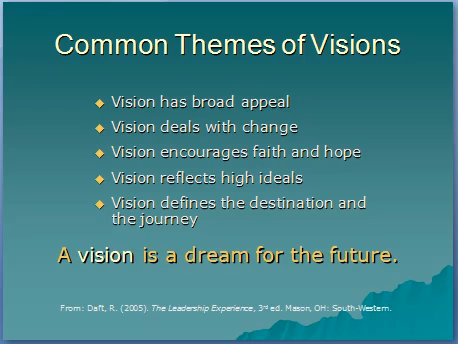 Common Themes of Visions
Vision has broad appeal
Vision deals with change
Vision encourages faith and hope
Vision reflects high ideals
Vision defines the destination and
the journey
A vision is a dream for the future.
From: Daft, R. (2005). The Leadership Experience, 3rd ed. Mason, OH: South-Western.